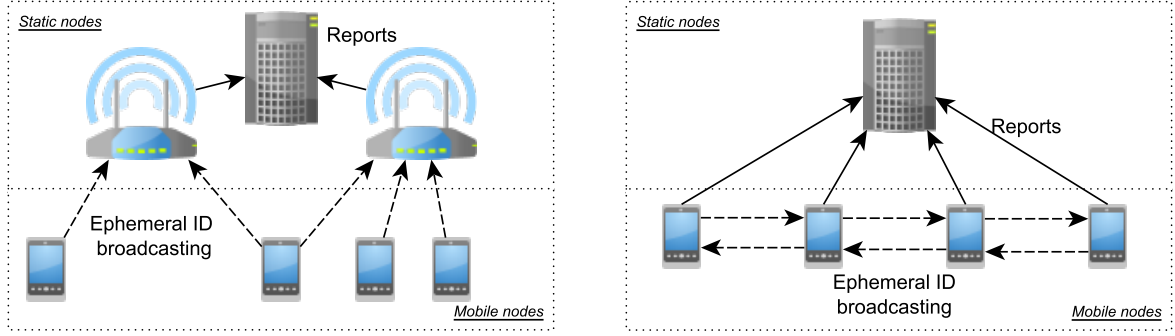 Static nodes
Reports
Ephemeral ID
broadcasting
Mobile nodes
Static nodes
Reports
Ephemeral ID
broadcasting
Mobile nodes